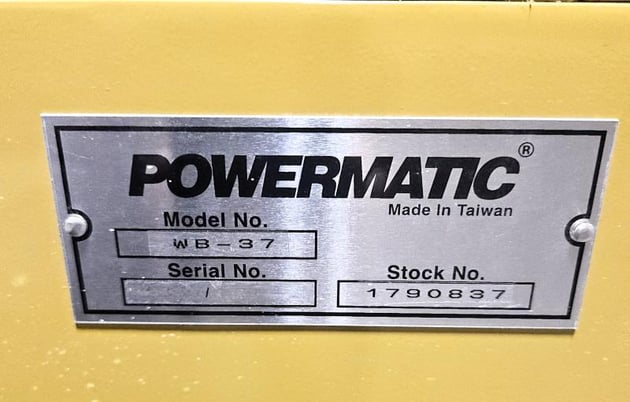 POWERMATIC®
Made In Taiwan
Model No.
WB-37
Serial No.
/
Stock No.
1790837